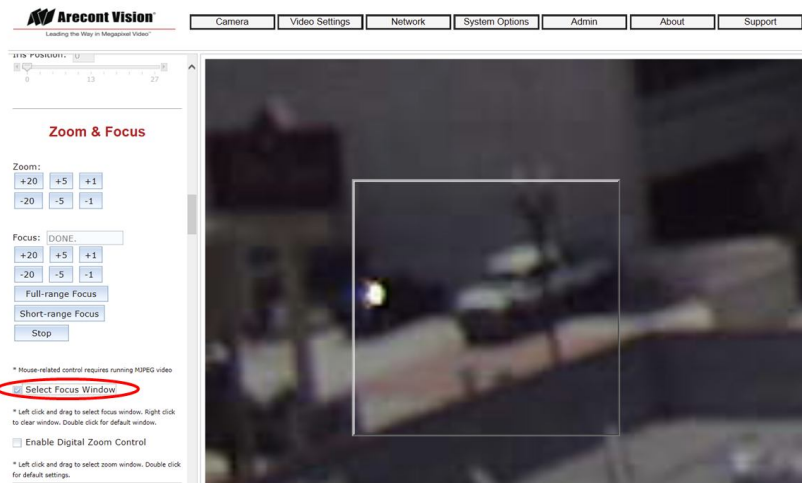 Arecont Vision®
Leading the Way in Megapixel Video™
Camera
Video Settings
Network
System Options
Admin
About
Support
Iris Position: 0
0 13 27
Zoom & Focus
Zoom:
+20 +5 +1
-20 -5 -1
Focus: DONE.
+20 +5 +1
-20 -5 -1
Full-range Focus
Short-range Focus
Stop
* Mouse-related control requires running MJPEG video
Select Focus Window
* Left click and drag to select focus window. Right click
to clear window. Double click for default window.
Enable Digital Zoom Control
* Left click and drag to select zoom window. Double click
for default settings.